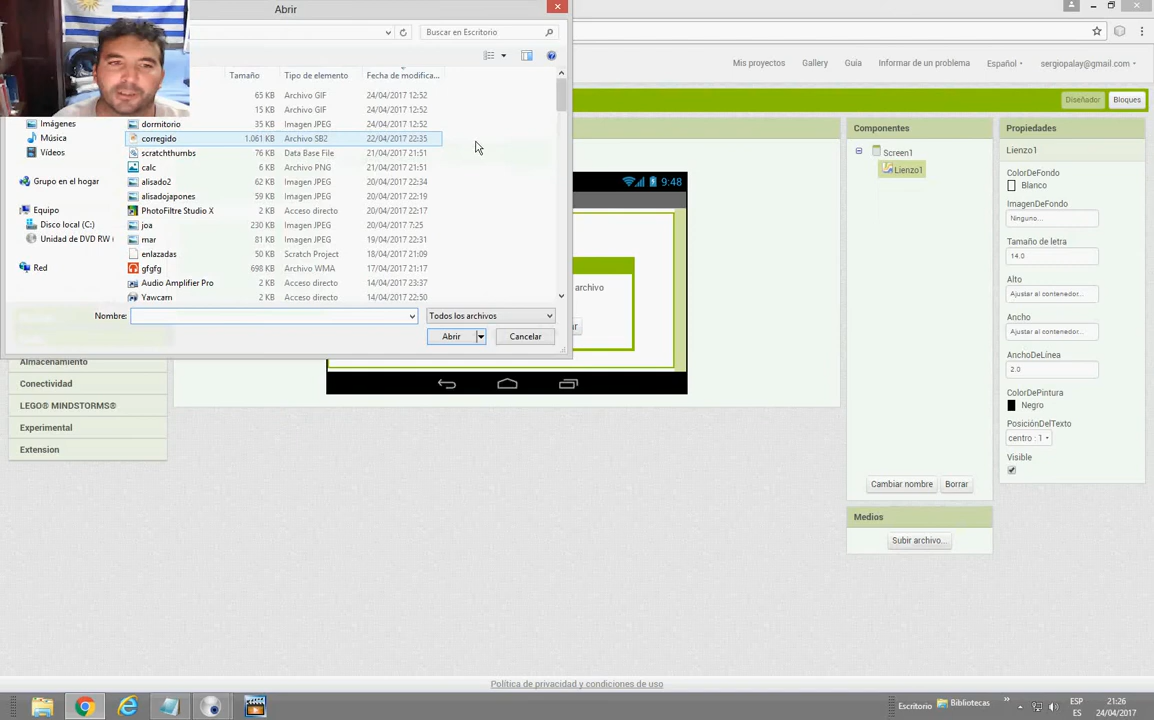 Abrir
Buscar en Escritorio
Mis proyectos Gallery Guia Informar de un problema Español sergiopalay@gmail.com
Diseñador Bloques
Tamaño Tipo de elemento Fecha de modifica...
65 KB Archivo GIF 24/04/2017 12:52
15 KB Archivo GIF 24/04/2017 12:52
Imágenes
Música
Vídeos
Grupo en el hogar
Equipo
Disco local (C:)
Unidad de DVD RW (
Red
dormitorio 35 KB Imagen JPEG 24/04/2017 12:52
corregido 1.061 KB Archivo SB2 22/04/2017 22:35
scratchthumbs 76 KB Data Base File 21/04/2017 21:51
calc 6 KB Archivo PNG 21/04/2017 21:51
alisado2 62 KB Imagen JPEG 20/04/2017 22:34
alisadojapones 59 KB Imagen JPEG 20/04/2017 22:19
PhotoFiltre Studio X 2 KB Acceso directo 20/04/2017 22:17
joa 230 KB Imagen JPEG 20/04/2017 7:25
mar 81 KB Imagen JPEG 19/04/2017 22:31
enlazadas 50 KB Scratch Project 18/04/2017 21:09
gfgfg 698 KB Archivo WMA 17/04/2017 21:17
Audio Amplifier Pro 2 KB Acceso directo 14/04/2017 23:37
Yawcam 2 KB Acceso directo 14/04/2017 22:50
Nombre: Todos los archivos
Abrir Cancelar
Almacenamiento
Conectividad
LEGO® MINDSTORMS®
Experimental
Extension
9:48
archivo
ar
Componentes
Screen1
Lienzo1
Cambiar nombre Borrar
Medios
Subir archivo...
Propiedades
Lienzo1
ColorDeFondo
Blanco
ImagenDeFondo
Ninguno...
Tamaño de letra
14.0
Alto
Ajustar al contenedor...
Ancho
Ajustar al contenedor...
AnchoDeLínea
2.0
ColorDePintura
Negro
PosiciónDelTexto
centro : 1
Visible
Política de privacidad y condiciones de uso
Escritorio Bibliotecas
ESP
ES
21:26
24/04/2017